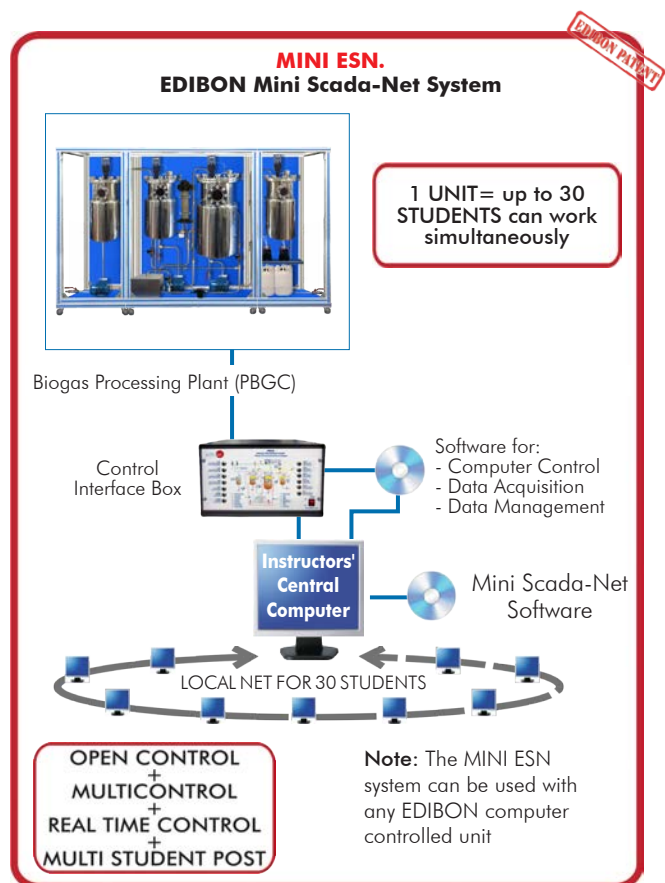 EDIBON PATENT
MINI ESN.
EDIBON Mini Scada-Net System
1 UNIT= up to 30
STUDENTS can work
simultaneously
Biogas Processing Plant (PBGC)
Control
Interface Box
Software for:
- Computer Control
- Data Acquisition
- Data Management
Instructors'
Central
Computer
Mini Scada-Net
Software
LOCAL NET FOR 30 STUDENTS
OPEN CONTROL
+
MULTICONTROL
+
REAL TIME CONTROL
+
MULTI STUDENT POST
Note: The MINI ESN
system can be used with
any EDIBON computer
controlled unit